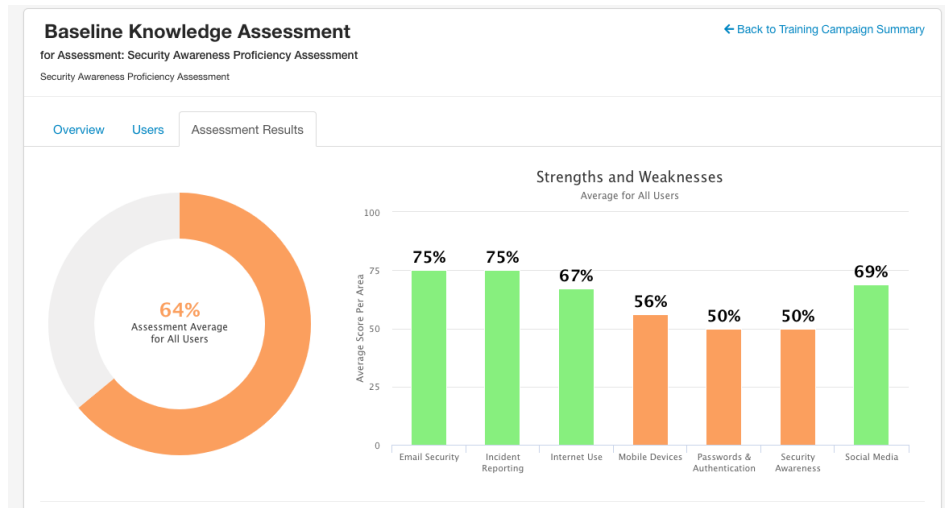 Baseline Knowledge Assessment
← Back to Training Campaign Summary
for Assessment: Security Awareness Proficiency Assessment
Security Awareness Proficiency Assessment
Overview
Users
Assessment Results
64%
Assessment Average
for All Users
Strengths and Weaknesses
Average for All Users
Average Score Per Area
100
75
50
25
0
75%
75%
67%
56%
50%
50%
69%
Email Security
Incident
Reporting
Internet Use
Mobile Devices
Passwords &
Authentication
Security
Awareness
Social Media